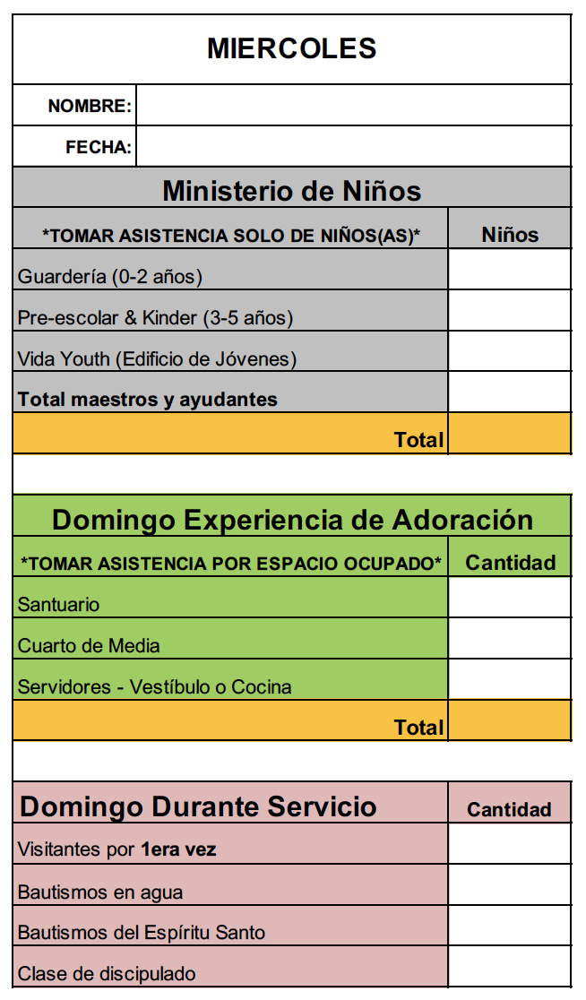 MIERCOLES
NOMBRE:
FECHA:
Ministerio de Niños
*TOMAR ASISTENCIA SOLO DE NIÑOS(AS)* Niños
Guardería (0-2 años)
Pre-escolar & Kinder (3-5 años)
Vida Youth (Edificio de Jóvenes)
Total maestros y ayudantes
Total
Domingo Experiencia de Adoración
*TOMAR ASISTENCIA POR ESPACIO OCUPADO* Cantidad
Santuario
Cuarto de Media
Servidores - Vestíbulo o Cocina
Total
Domingo Durante Servicio Cantidad
Visitantes por 1era vez
Bautismos en agua
Bautismos del Espíritu Santo
Clase de discipulado